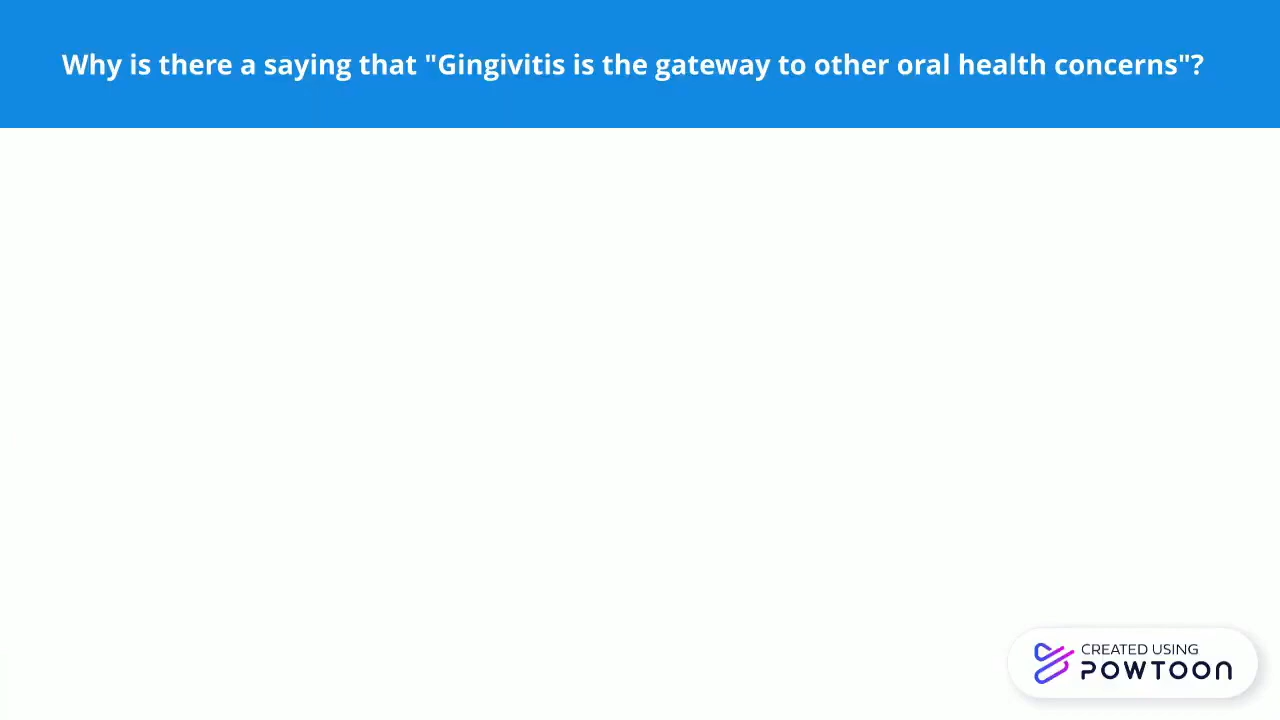 Why is there a saying that "Gingivitis is the gateway to other oral health concerns"?
CREATED USING
POWTOON